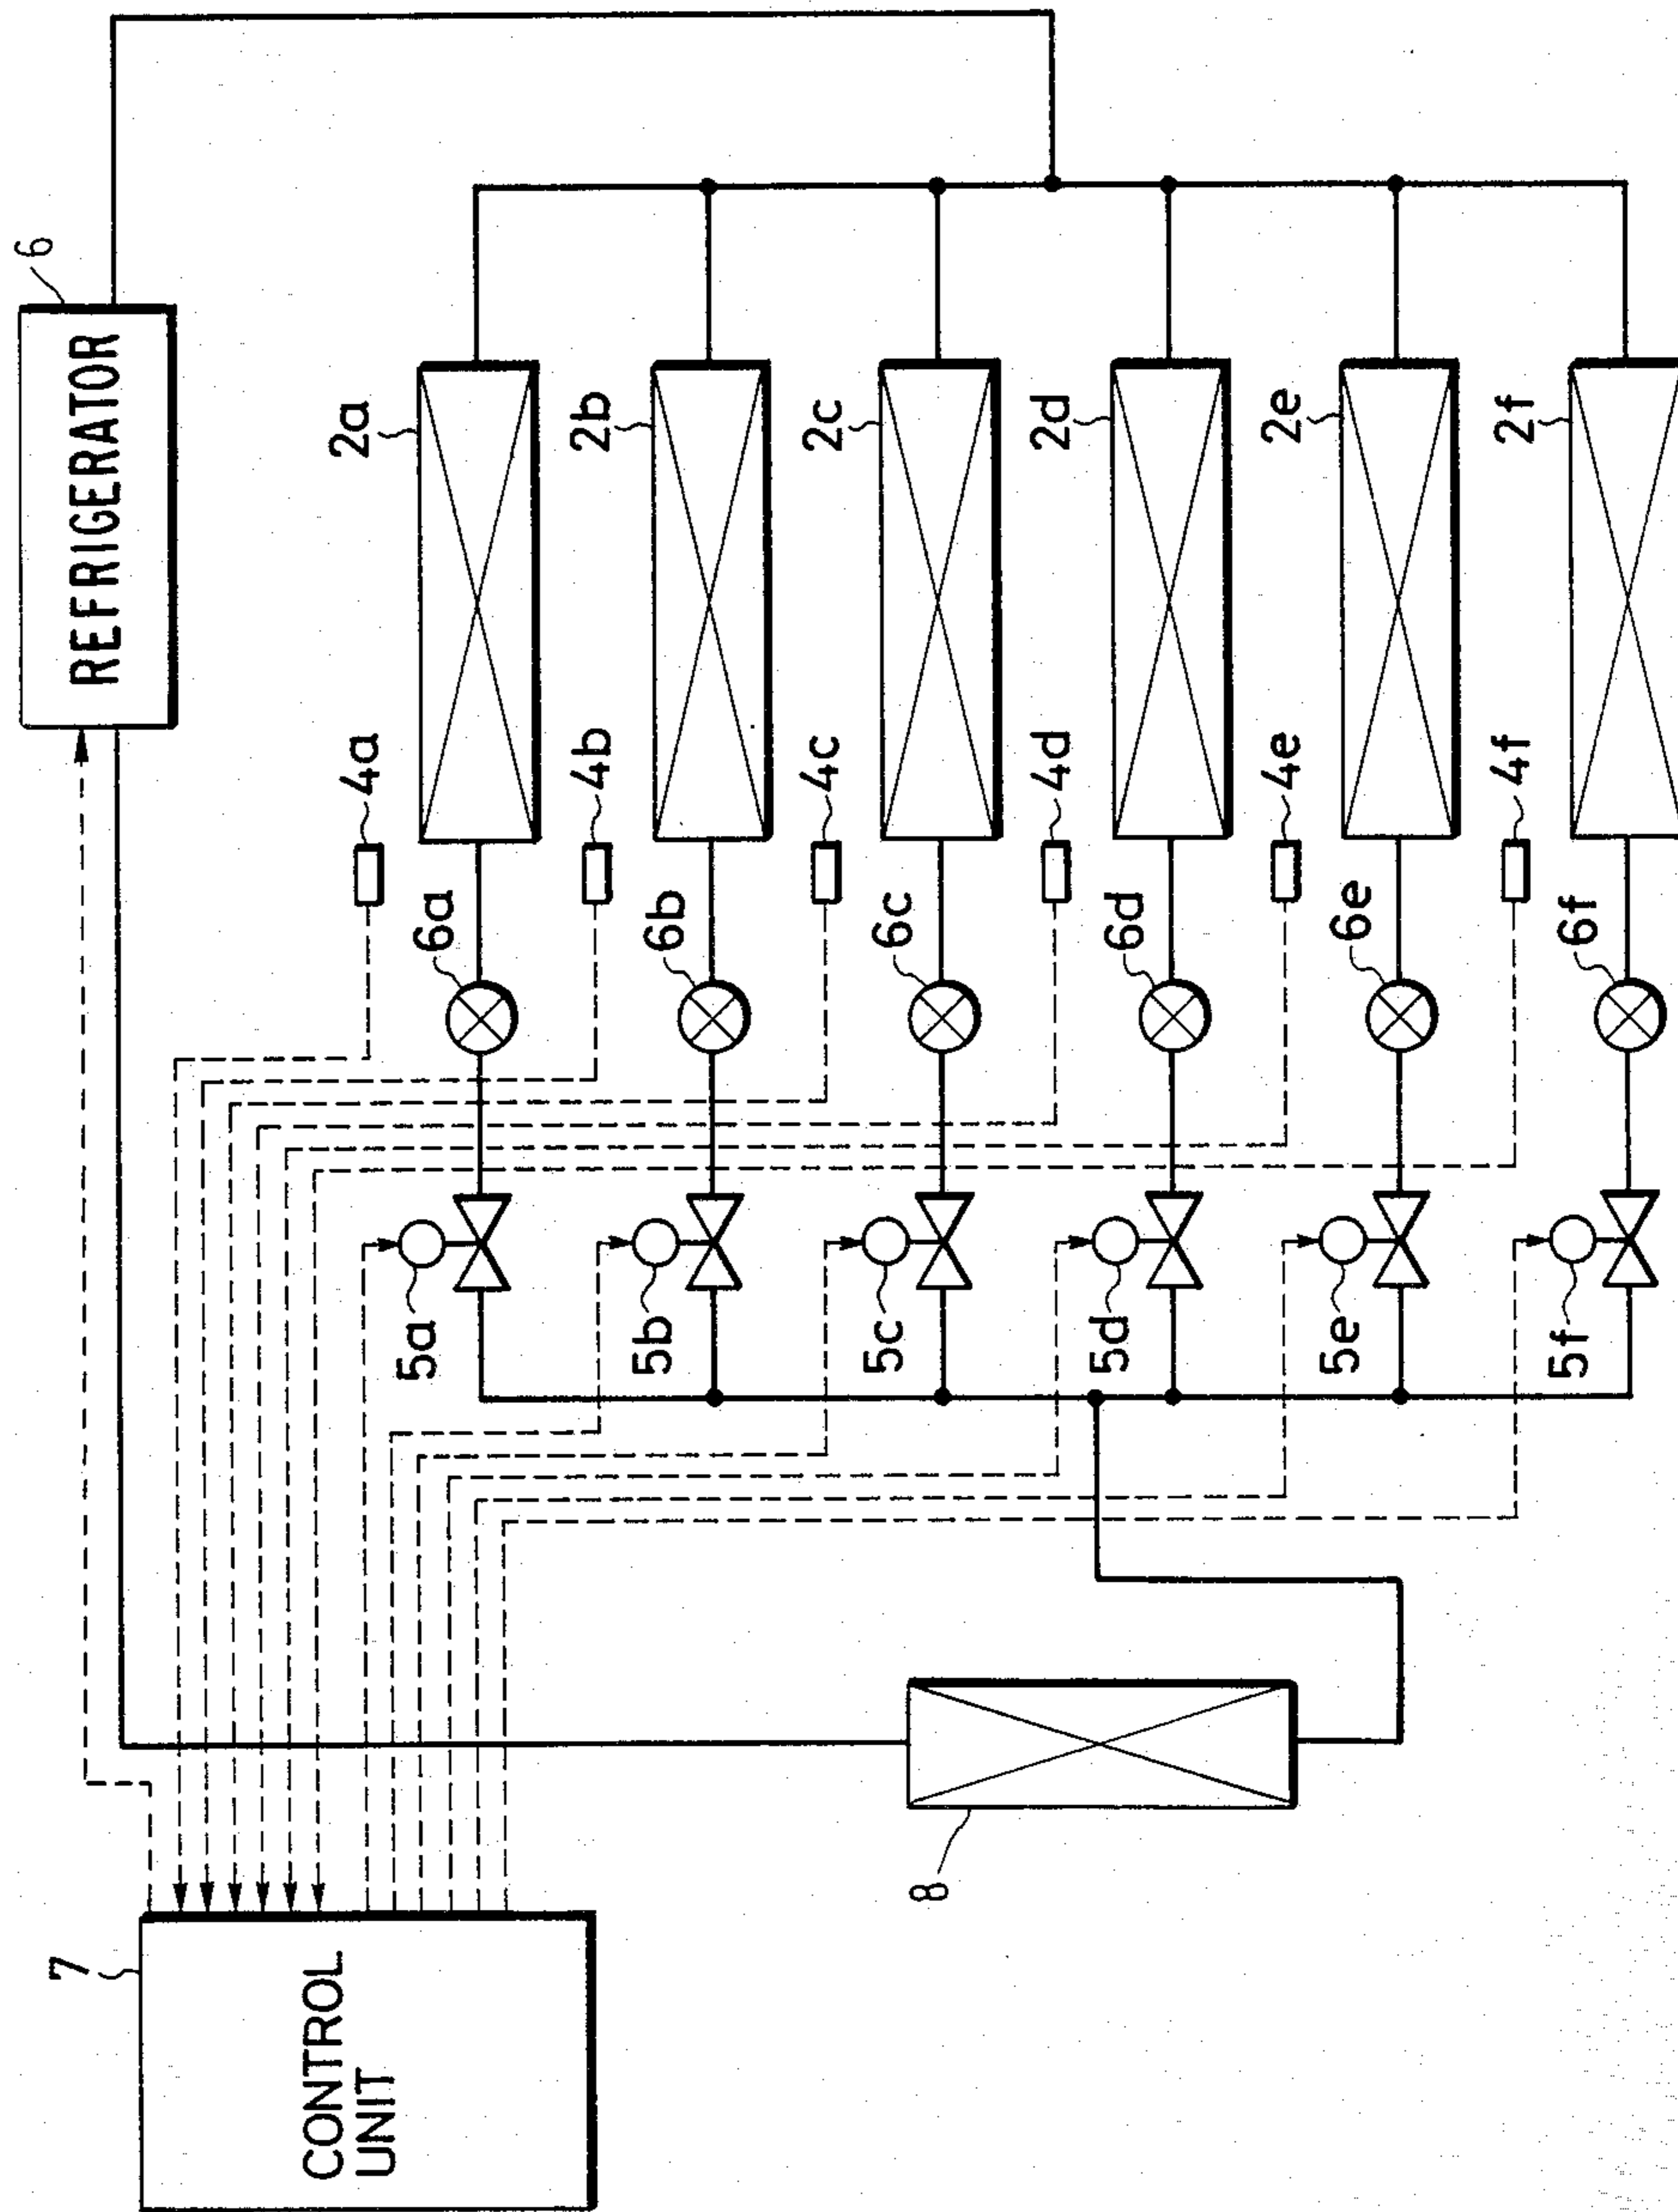 6
REFRIGERATOR
2a
2b
2c
2d
2e
2f
4a
4b
4c
4d
4e
4f
6a
6b
6c
6d
6e
6f
5a
5b
5c
5d
5e
5f
8
7
CONTROL
UNIT